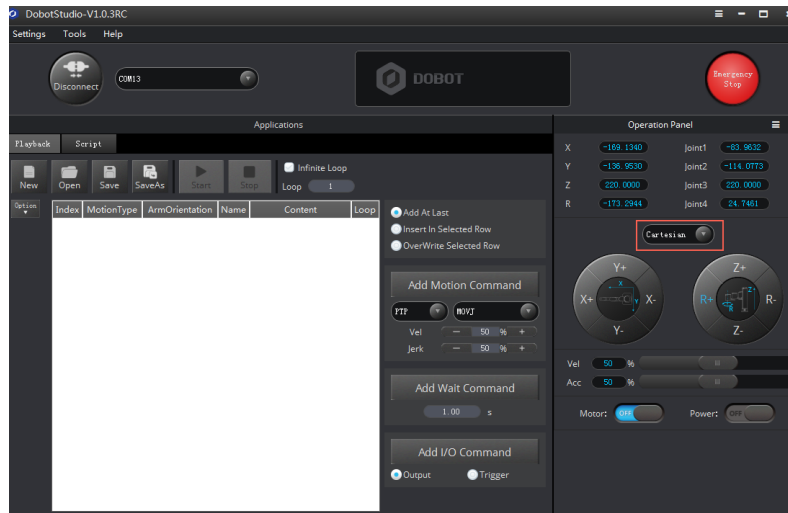 DobotStudio-V1.0.3RC
Settings Tools Help
Disconnect
COM13
DOBOT
Emergency
Stop
Applications
Operation Panel
Playback Script
New Open Save SaveAs Start Stop
Infinite Loop
Loop 1
Option
Index MotionType ArmOrientation Name Content Loop
Add At Last
Insert In Selected Row
OverWrite Selected Row
Add Motion Command
PTP MOVJ
Vel - 50 % +
Jerk - 50 % +
Add Wait Command
1.00 s
Add I/O Command
Output Trigger
X -169.1340 Joint1 -83.9632
Y -136.9530 Joint2 -114.0773
Z 220.0000 Joint3 220.0000
R -173.2944 Joint4 24.7461
Cartesian
Y+
X
X+ Y X-
Y-
Z+
Z
R+ R R-
Z-
Vel 50 %
Acc 50 %
Motor: OFF Power: OFF